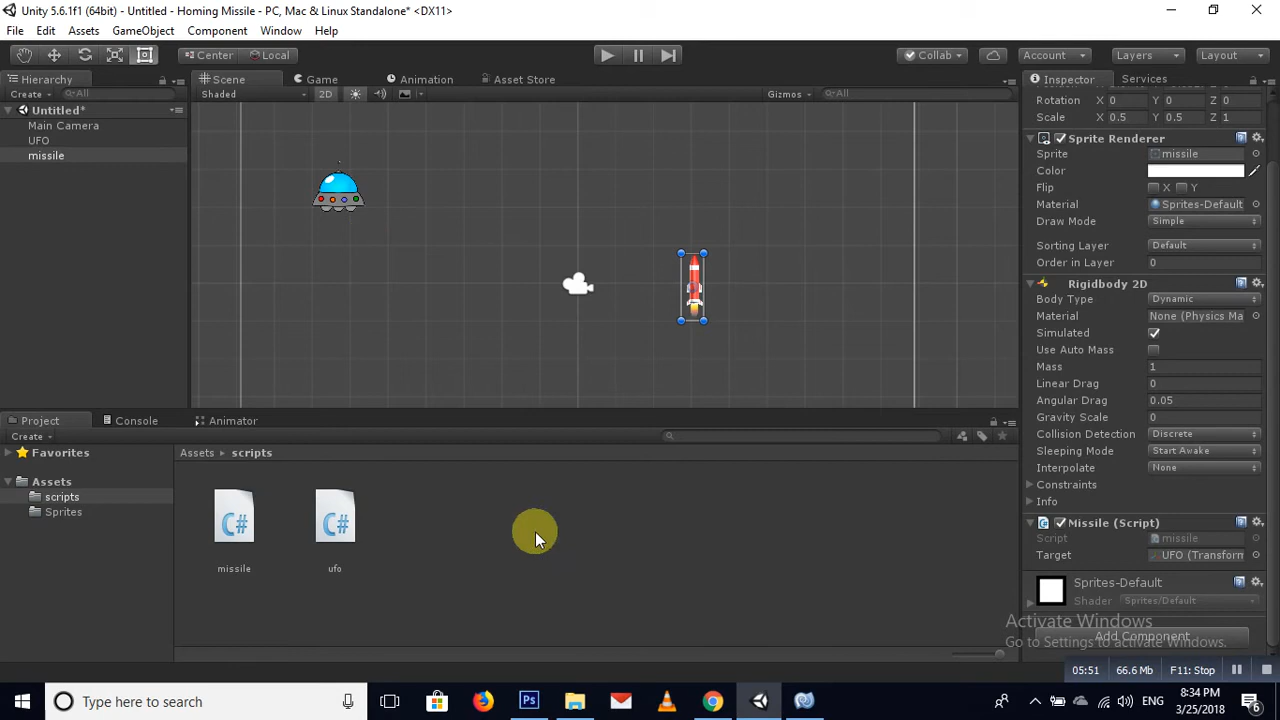 Unity 5.6.1f1 (64bit) - Untitled - Homing Missile - PC, Mac & Linux Standalone* <DX11>
File Edit Assets GameObject Component Window Help
Center Local Collab Account Layers Layout
Hierarchy
Create All
Untitled*
Main Camera
UFO
missile
Scene Game Animation Asset Store
Shaded 2D Gizmos All
Inspector Services
Rotation X 0 Y 0 Z 0
Scale X 0.5 Y 0.5 Z 1
Sprite Renderer
Sprite missile
Color
Flip X Y
Material Sprites-Default
Draw Mode Simple
Sorting Layer Default
Order in Layer 0
Rigidbody 2D
Body Type Dynamic
Material None (Physics Ma
Simulated
Use Auto Mass
Mass 1
Linear Drag 0
Angular Drag 0.05
Gravity Scale 0
Collision Detection Discrete
Sleeping Mode Start Awake
Interpolate None
Constraints
Info
Missile (Script)
Script missile
Target UFO (Transform
Sprites-Default
Shader Sprites/Default
Add Component
Project Console Animator
Create
Favorites
Assets
scripts
Sprites
Assets scripts
C# C#
missile ufo
Activate Windows
Go to Settings to activate Windows.
05:51 66.6 Mb F11: Stop
Type here to search
Ps
ENG
8:34 PM
3/25/2018
6